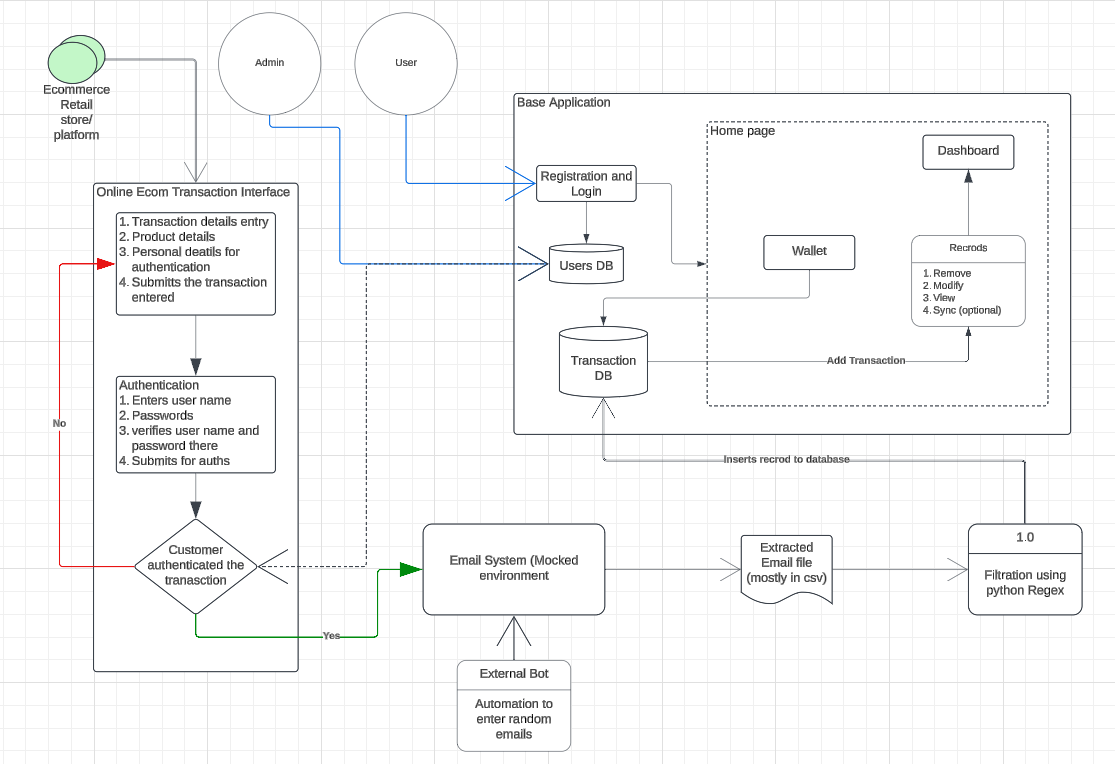 Ecommerce
Retail
store/
platform
Admin
User
Online Ecom Transaction Interface
1. Transaction details entry
2. Product details
3. Personal deatils for
authentication
4. Submitts the transaction
entered
Authentication
1. Enters user name
2. Passwords
3. verifies user name and
password there
4. Submits for auths
No
Customer
authenticated the
tranasction
Yes
Base Application
Registration and
Login
Users DB
Transaction
DB
Home page
Dashboard
Wallet
Recrods
1. Remove
2. Modify
3. View
4. Sync (optional)
Add Transaction
Inserts recrod to database
Email System (Mocked
environment
External Bot
Automation to
enter random
emails
Extracted
Email file
(mostly in csv)
1.0
Filtration using
python Regex